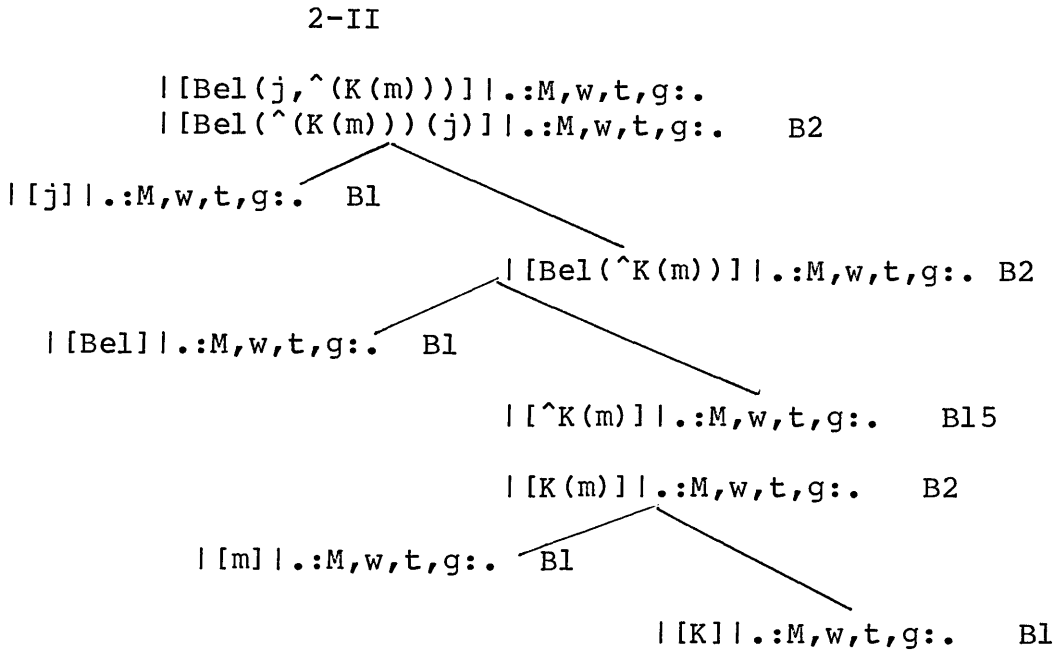 2-II
|[Bel(j,^(K(m)))]|.:M,w,t,g:.
|[Bel(^(K(m)))(j)]|.:M,w,t,g:. B2
|[j]|.:M,w,t,g:. B1
|[Bel(^K(m))]|.:M,w,t,g:. B2
|[Bel]|.:M,w,t,g:. B1
|[^K(m)]|.:M,w,t,g:. B15
|[K(m)]|.:M,w,t,g:. B2
|[m]|.:M,w,t,g:. B1
|[K]|.:M,w,t,g:. B1